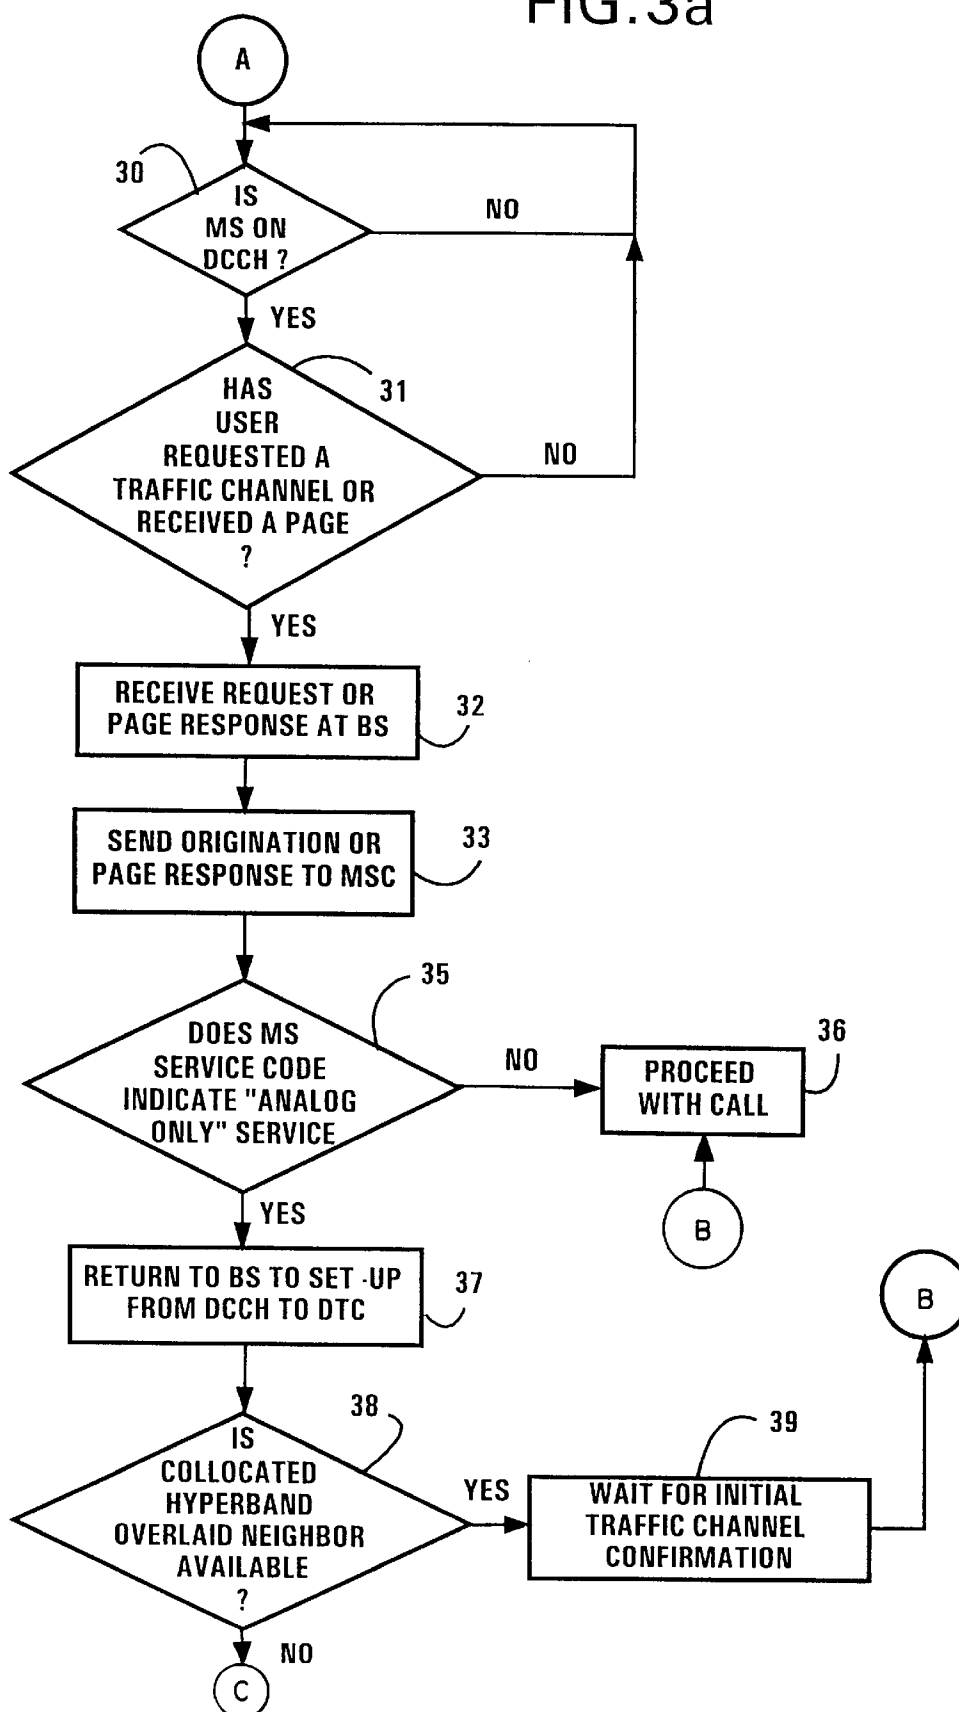 FIG.3a
A
30
IS
MS ON
DCCH ?
NO
YES
31
HAS
USER
REQUESTED A
TRAFFIC CHANNEL OR
RECEIVED A PAGE
?
NO
YES
RECEIVE REQUEST OR
PAGE RESPONSE AT BS
32
SEND ORIGINATION OR
PAGE RESPONSE TO MSC
33
35
DOES MS
SERVICE CODE
INDICATE "ANALOG
ONLY" SERVICE
NO
36
PROCEED
WITH CALL
B
YES
RETURN TO BS TO SET -UP
FROM DCCH TO DTC
37
B
38
IS
COLLOCATED
HYPERBAND
OVERLAID NEIGHBOR
AVAILABLE
?
YES
39
WAIT FOR INITIAL
TRAFFIC CHANNEL
CONFIRMATION
NO
C